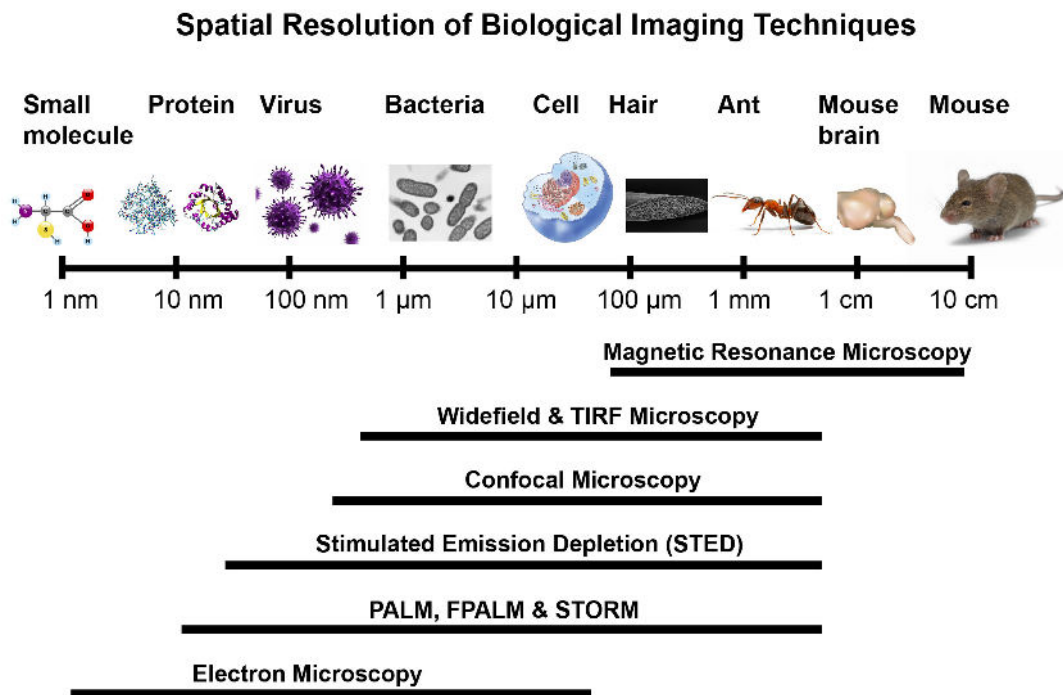 Spatial Resolution of Biological Imaging Techniques
Small
molecule
Protein
Virus
Bacteria
Cell
Hair
Ant
Mouse
brain
Mouse
1 nm
10 nm
100 nm
1 µm
10 µm
100 µm
1 mm
1 cm
10 cm
Magnetic Resonance Microscopy
Widefield & TIRF Microscopy
Confocal Microscopy
Stimulated Emission Depletion (STED)
PALM, FPALM & STORM
Electron Microscopy